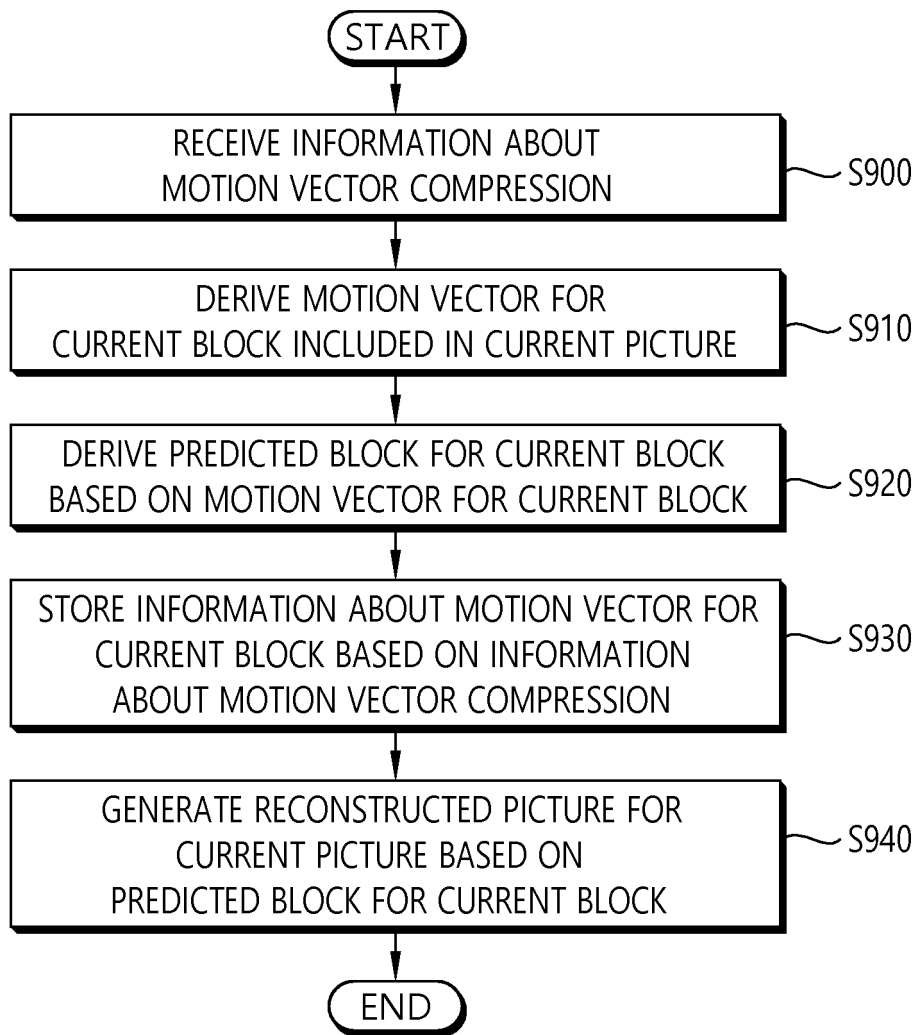 START
RECEIVE INFORMATION ABOUT
MOTION VECTOR COMPRESSION
S900
DERIVE MOTION VECTOR FOR
CURRENT BLOCK INCLUDED IN CURRENT PICTURE
S910
DERIVE PREDICTED BLOCK FOR CURRENT BLOCK
BASED ON MOTION VECTOR FOR CURRENT BLOCK
S920
STORE INFORMATION ABOUT MOTION VECTOR FOR
CURRENT BLOCK BASED ON INFORMATION
ABOUT MOTION VECTOR COMPRESSION
S930
GENERATE RECONSTRUCTED PICTURE FOR
CURRENT PICTURE BASED ON
PREDICTED BLOCK FOR CURRENT BLOCK
S940
END